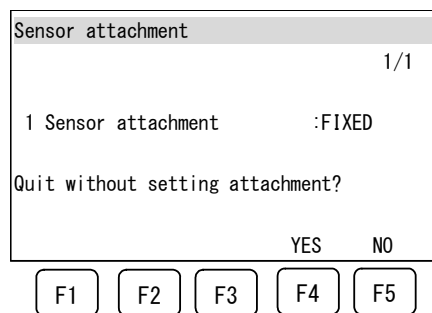 Sensor attachment
1/1
1 Sensor attachment :FIXED
Quit without setting attachment?
YES NO
F1 F2 F3 F4 F5